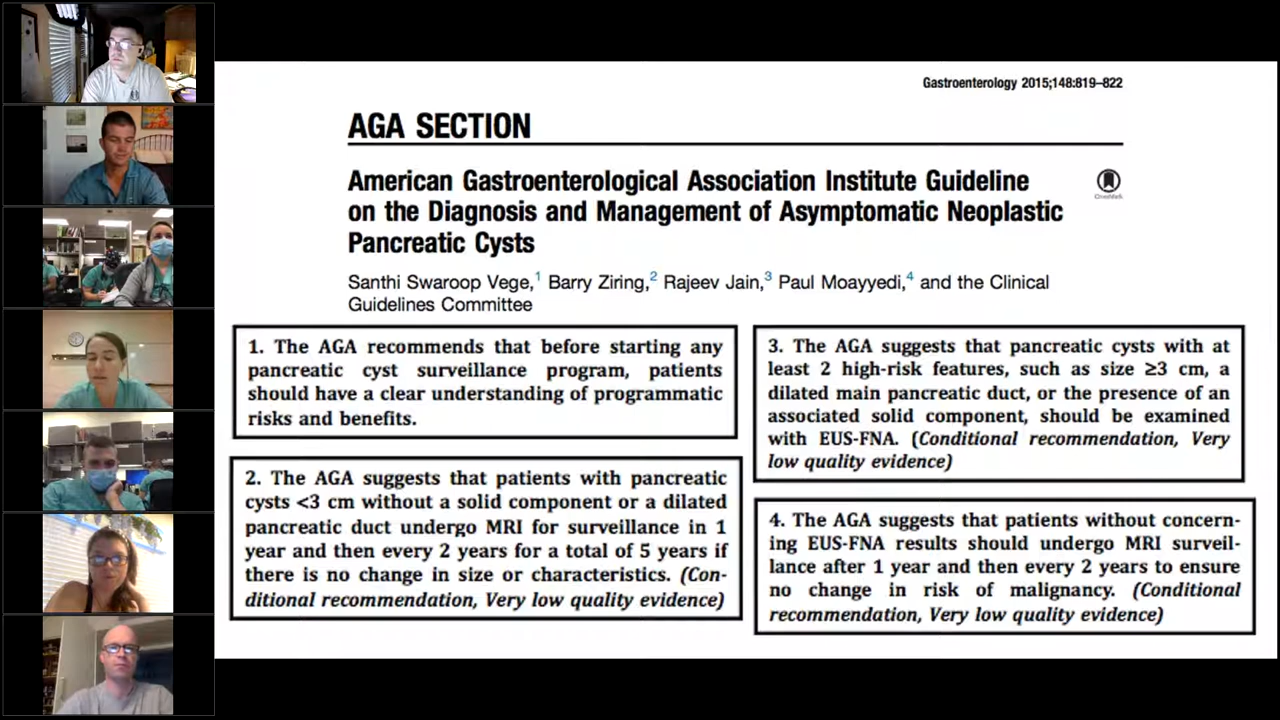 Gastroenterology 2015;148:819–822
AGA SECTION
American Gastroenterological Association Institute Guideline
on the Diagnosis and Management of Asymptomatic Neoplastic
Pancreatic Cysts
Santhi Swaroop Vege,1 Barry Ziring,2 Rajeev Jain,3 Paul Moayyedi,4 and the Clinical
Guidelines Committee
1. The AGA recommends that before starting any
pancreatic cyst surveillance program, patients
should have a clear understanding of programmatic
risks and benefits.
2. The AGA suggests that patients with pancreatic
cysts <3 cm without a solid component or a dilated
pancreatic duct undergo MRI for surveillance in 1
year and then every 2 years for a total of 5 years if
there is no change in size or characteristics. (Con-
ditional recommendation, Very low quality evidence)
3. The AGA suggests that pancreatic cysts with at
least 2 high-risk features, such as size ≥3 cm, a
dilated main pancreatic duct, or the presence of an
associated solid component, should be examined
with EUS-FNA. (Conditional recommendation, Very
low quality evidence)
4. The AGA suggests that patients without concern-
ing EUS-FNA results should undergo MRI surveil-
lance after 1 year and then every 2 years to ensure
no change in risk of malignancy. (Conditional
recommendation, Very low quality evidence)